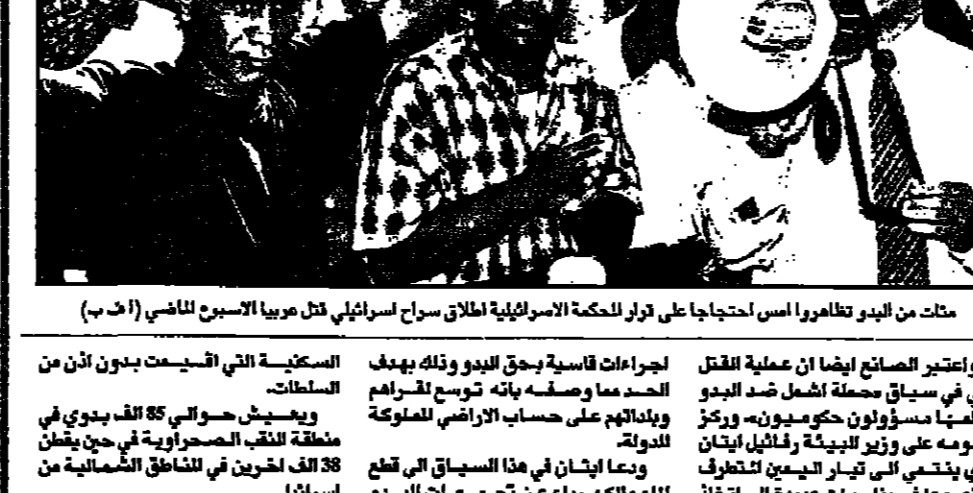 مئات من البدو تظاهروا امس احتجاجا على قرار المحكمة الاسرائيلية اطلاق سراح اسرائيلي قتل عربيا الاسبوع الماضي (ا ف ب)
واعتبر الصانع ايضا ان عملية القتل
في سياق حملة اشمل ضد البدو
مسؤولون حكوميون». وركز
على وزير البيئة رفائيل ايتان
ينتمي الى تيار اليمين المتطرف
اجراءات قاسية بحق البدو وذلك بهدف
الحد مما وصفه بانه توسع لقراهم
وبلداتهم على حساب الاراضي المملوكة
للدولة.
ودعا ايتان في هذا السياق الى قطع
السكنية التي اقيمت بدون اذن من
السلطات.
ويعيش حوالي 85 الف بدوي في
منطقة النقب الصحراوية في حين يقطن
38 الف اخرين في المناطق الشمالية من
اسرائيل.